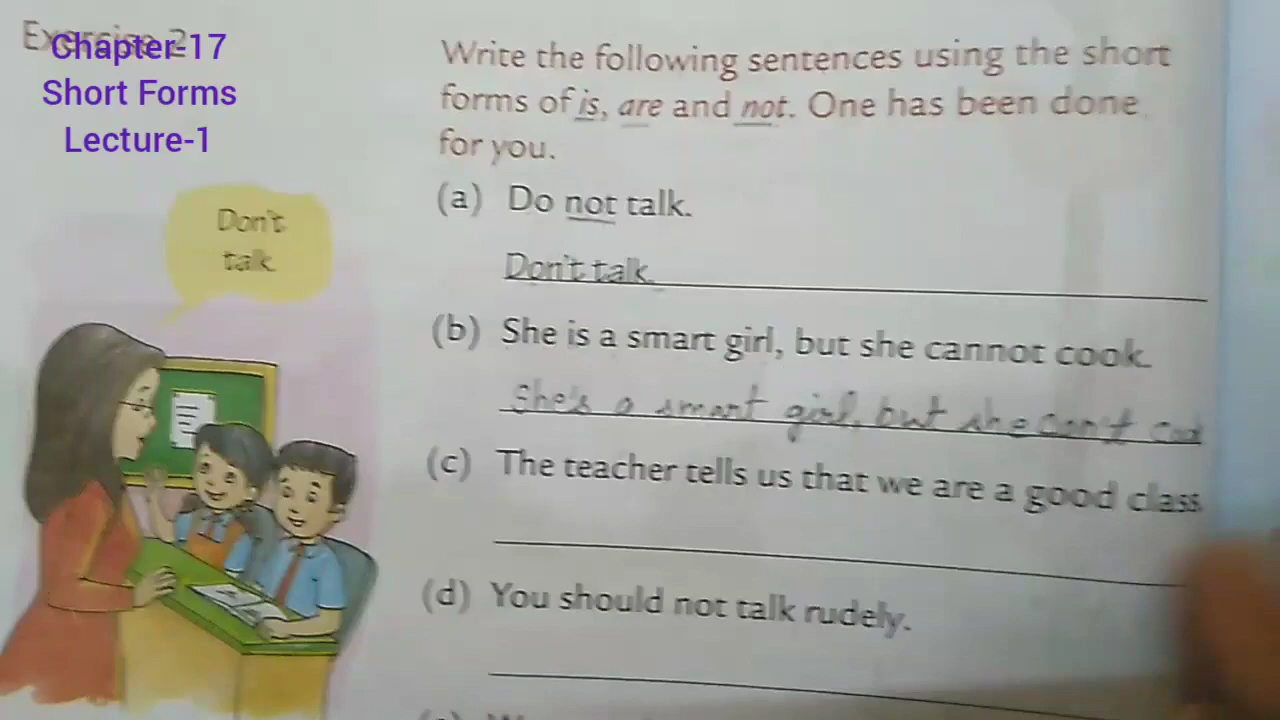 Exercise 2
Chapter-17
Short Forms
Lecture-1
Write the following sentences using the short
forms of is, are and not. One has been done
for you.
(a) Do not talk.
Don't talk.
Don't
talk.
(b) She is a smart girl, but she cannot cook.
She's a smart girl, but she can't cook
(c) The teacher tells us that we are a good class
(d) You should not talk rudely.